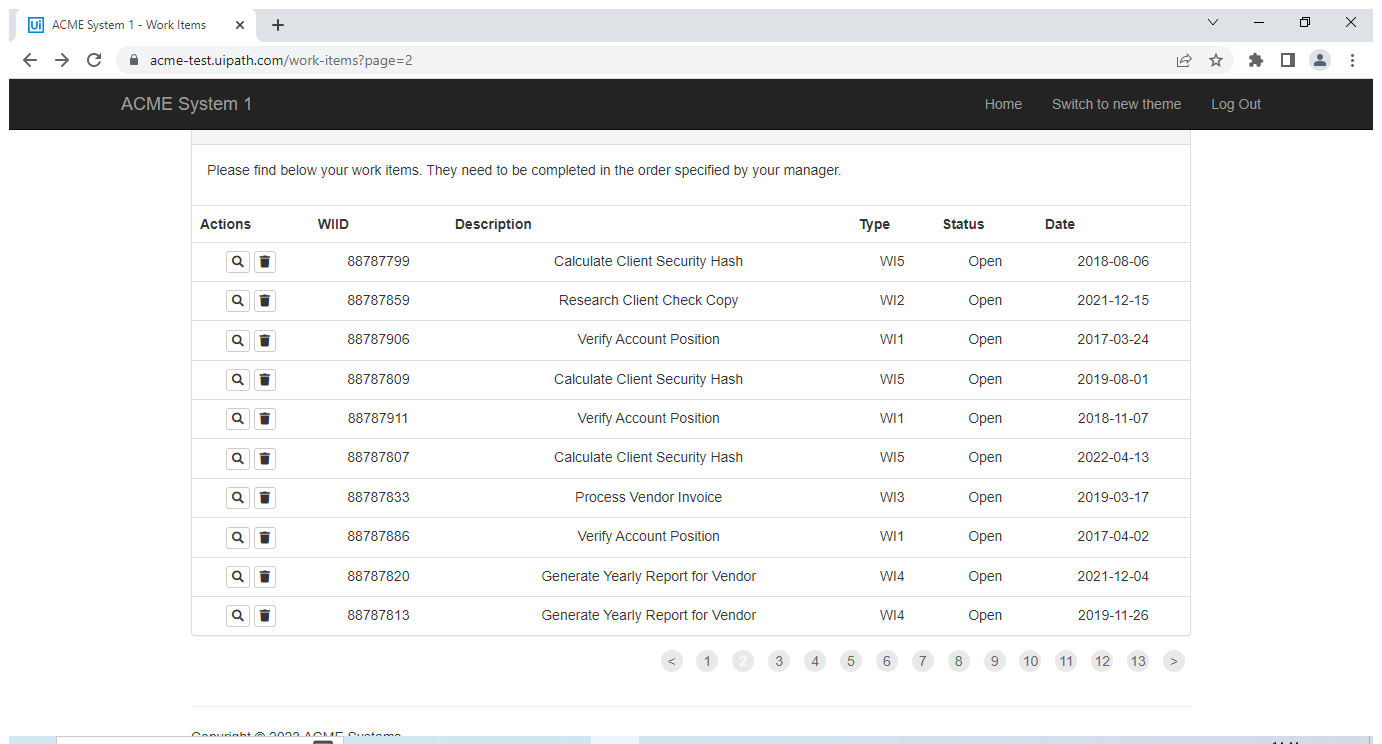 Ui ACME System 1 - Work Items
acme-test.uipath.com/work-items?page=2
ACME System 1 Home Switch to new theme Log Out
Please find below your work items. They need to be completed in the order specified by your manager.
Actions WIID Description Type Status Date
88787799 Calculate Client Security Hash WI5 Open 2018-08-06
88787859 Research Client Check Copy WI2 Open 2021-12-15
88787906 Verify Account Position WI1 Open 2017-03-24
88787809 Calculate Client Security Hash WI5 Open 2019-08-01
88787911 Verify Account Position WI1 Open 2018-11-07
88787807 Calculate Client Security Hash WI5 Open 2022-04-13
88787833 Process Vendor Invoice WI3 Open 2019-03-17
88787886 Verify Account Position WI1 Open 2017-04-02
88787820 Generate Yearly Report for Vendor WI4 Open 2021-12-04
88787813 Generate Yearly Report for Vendor WI4 Open 2019-11-26
< 1 2 3 4 5 6 7 8 9 10 11 12 13 >
Copyright © 2023 ACME Systems